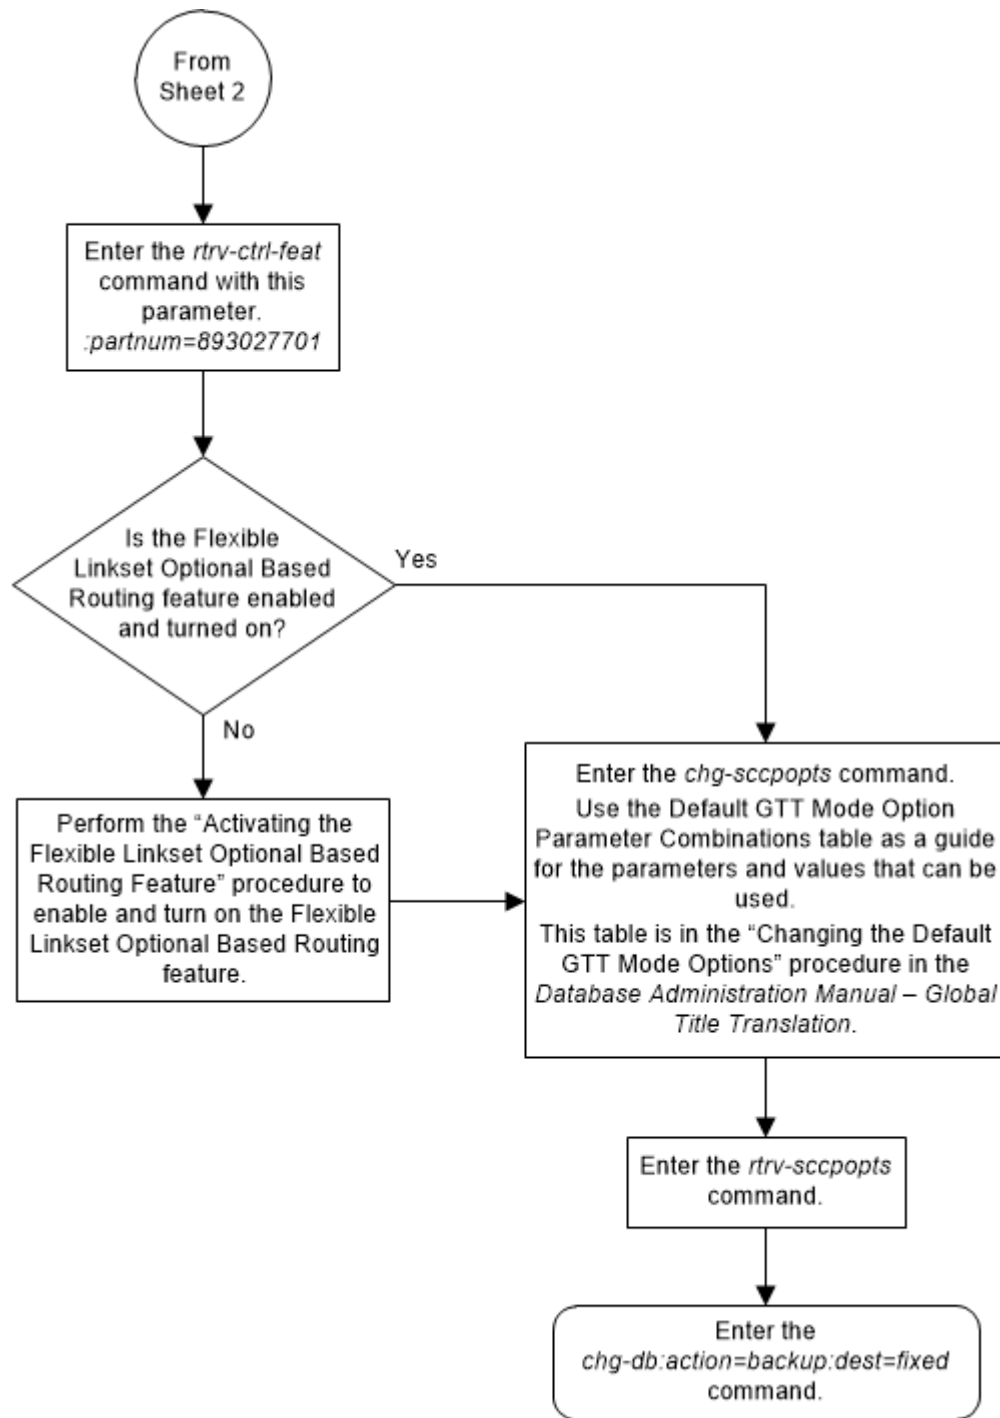 From
Sheet 2
Enter the rtrv-ctrl-feat
command with this
parameter.
:partnum=893027701
Is the Flexible
Linkset Optional Based
Routing feature enabled
and turned on?
Yes
No
Perform the “Activating the
Flexible Linkset Optional Based
Routing Feature” procedure to
enable and turn on the Flexible
Linkset Optional Based Routing
feature.
Enter the chg-sccpopts command.
Use the Default GTT Mode Option
Parameter Combinations table as a guide
for the parameters and values that can be
used.
This table is in the “Changing the Default
GTT Mode Options” procedure in the
Database Administration Manual – Global
Title Translation.
Enter the rtrv-sccpopts
command.
Enter the
chg-db:action=backup:dest=fixed
command.